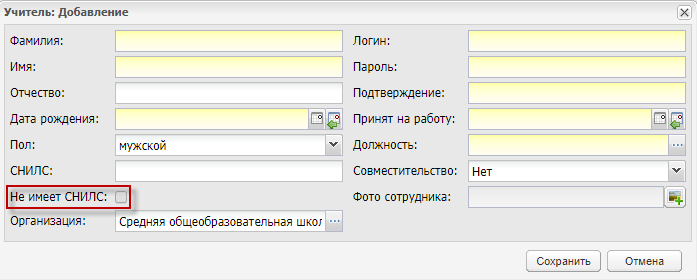 Учитель: Добавление
Фамилия:
Имя:
Отчество:
Дата рождения:
Пол: мужской
СНИЛС:
Не имеет СНИЛС:
Организация: Средняя общеобразовательная шкой
Логин:
Пароль:
Подтверждение:
Принят на работу:
Должность:
Совместительство: Нет
Фото сотрудника:
Сохранить
Отмена